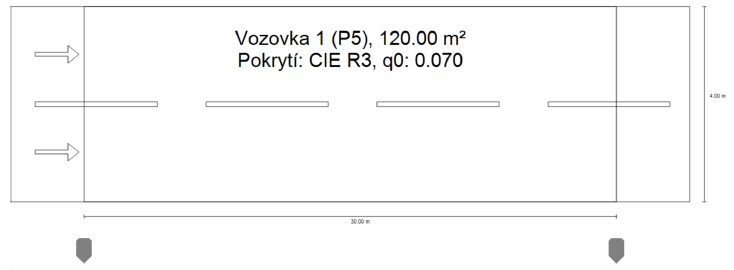 Vozovka 1 (P5), 120.00 m²
Pokrytí: CIE R3, q0: 0.070
4.00 m
30.00 m